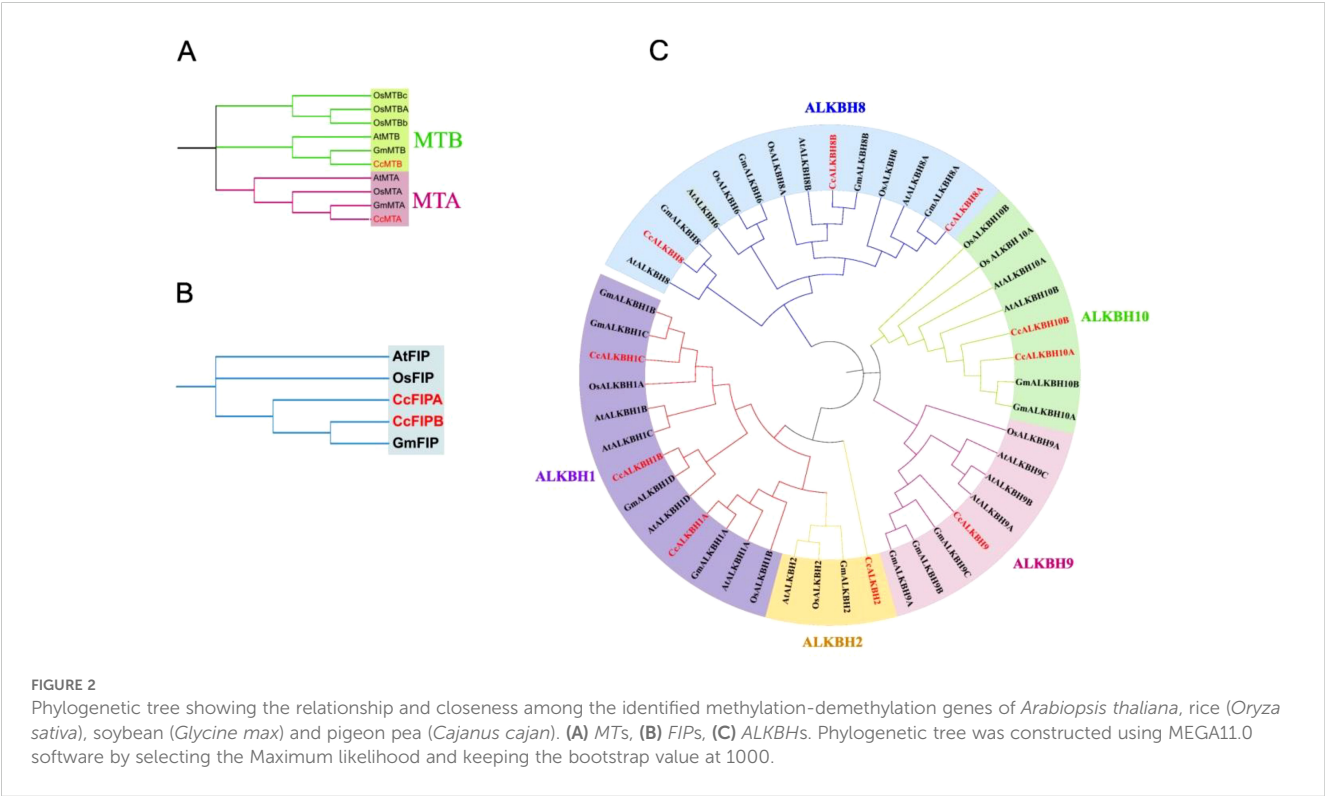 A
OsMTBc
OsMTBA
OsMTBb
AtMTB
GmMTB
CcMTB
MTB
AtMTA
OsMTA
GmMTA
CcMTA
MTA
B
AtFIP
OsFIP
CcFIPA
CcFIPB
GmFIP
C
ALKBH8
AtALKBH8
CcALKBH8
GmALKBH8
AtALKBH6
OsALKBH6
GmALKBH6
OsALKBH8A
AtALKBH8B
CcALKBH8B
GmALKBH8B
OsALKBH8
AtALKBH8A
GmALKBH8A
CcALKBH8A
OsALKBH10B
Os ALKBH 10A
AtALKBH10A
AtALKBH10B
CcALKBH10B
CcALKBH10A
GmALKBH10B
GmALKBH10A
ALKBH10
OsALKBH9A
AtALKBH9C
AtALKBH9B
AtALKBH9A
CcALKBH9
GmALKBH9C
GmALKBH9B
GmALKBH9A
ALKBH9
CcALKBH2
GmALKBH2
OsALKBH2
AtALKBH2
ALKBH2
OsALKBH1B
AtALKBH1A
GmALKBH1A
CcALKBH1A
AtALKBH1D
GmALKBH1D
CcALKBH1B
AtALKBH1C
AtALKBH1B
OsALKBH1A
CcALKBH1C
GmALKBH1C
GmALKBH1B
ALKBH1
FIGURE 2
Phylogenetic tree showing the relationship and closeness among the identified methylation-demethylation genes of Arabiopsis thaliana, rice (Oryza
sativa), soybean (Glycine max) and pigeon pea (Cajanus cajan). (A) MTs, (B) FIPs, (C) ALKBHs. Phylogenetic tree was constructed using MEGA11.0
software by selecting the Maximum likelihood and keeping the bootstrap value at 1000.